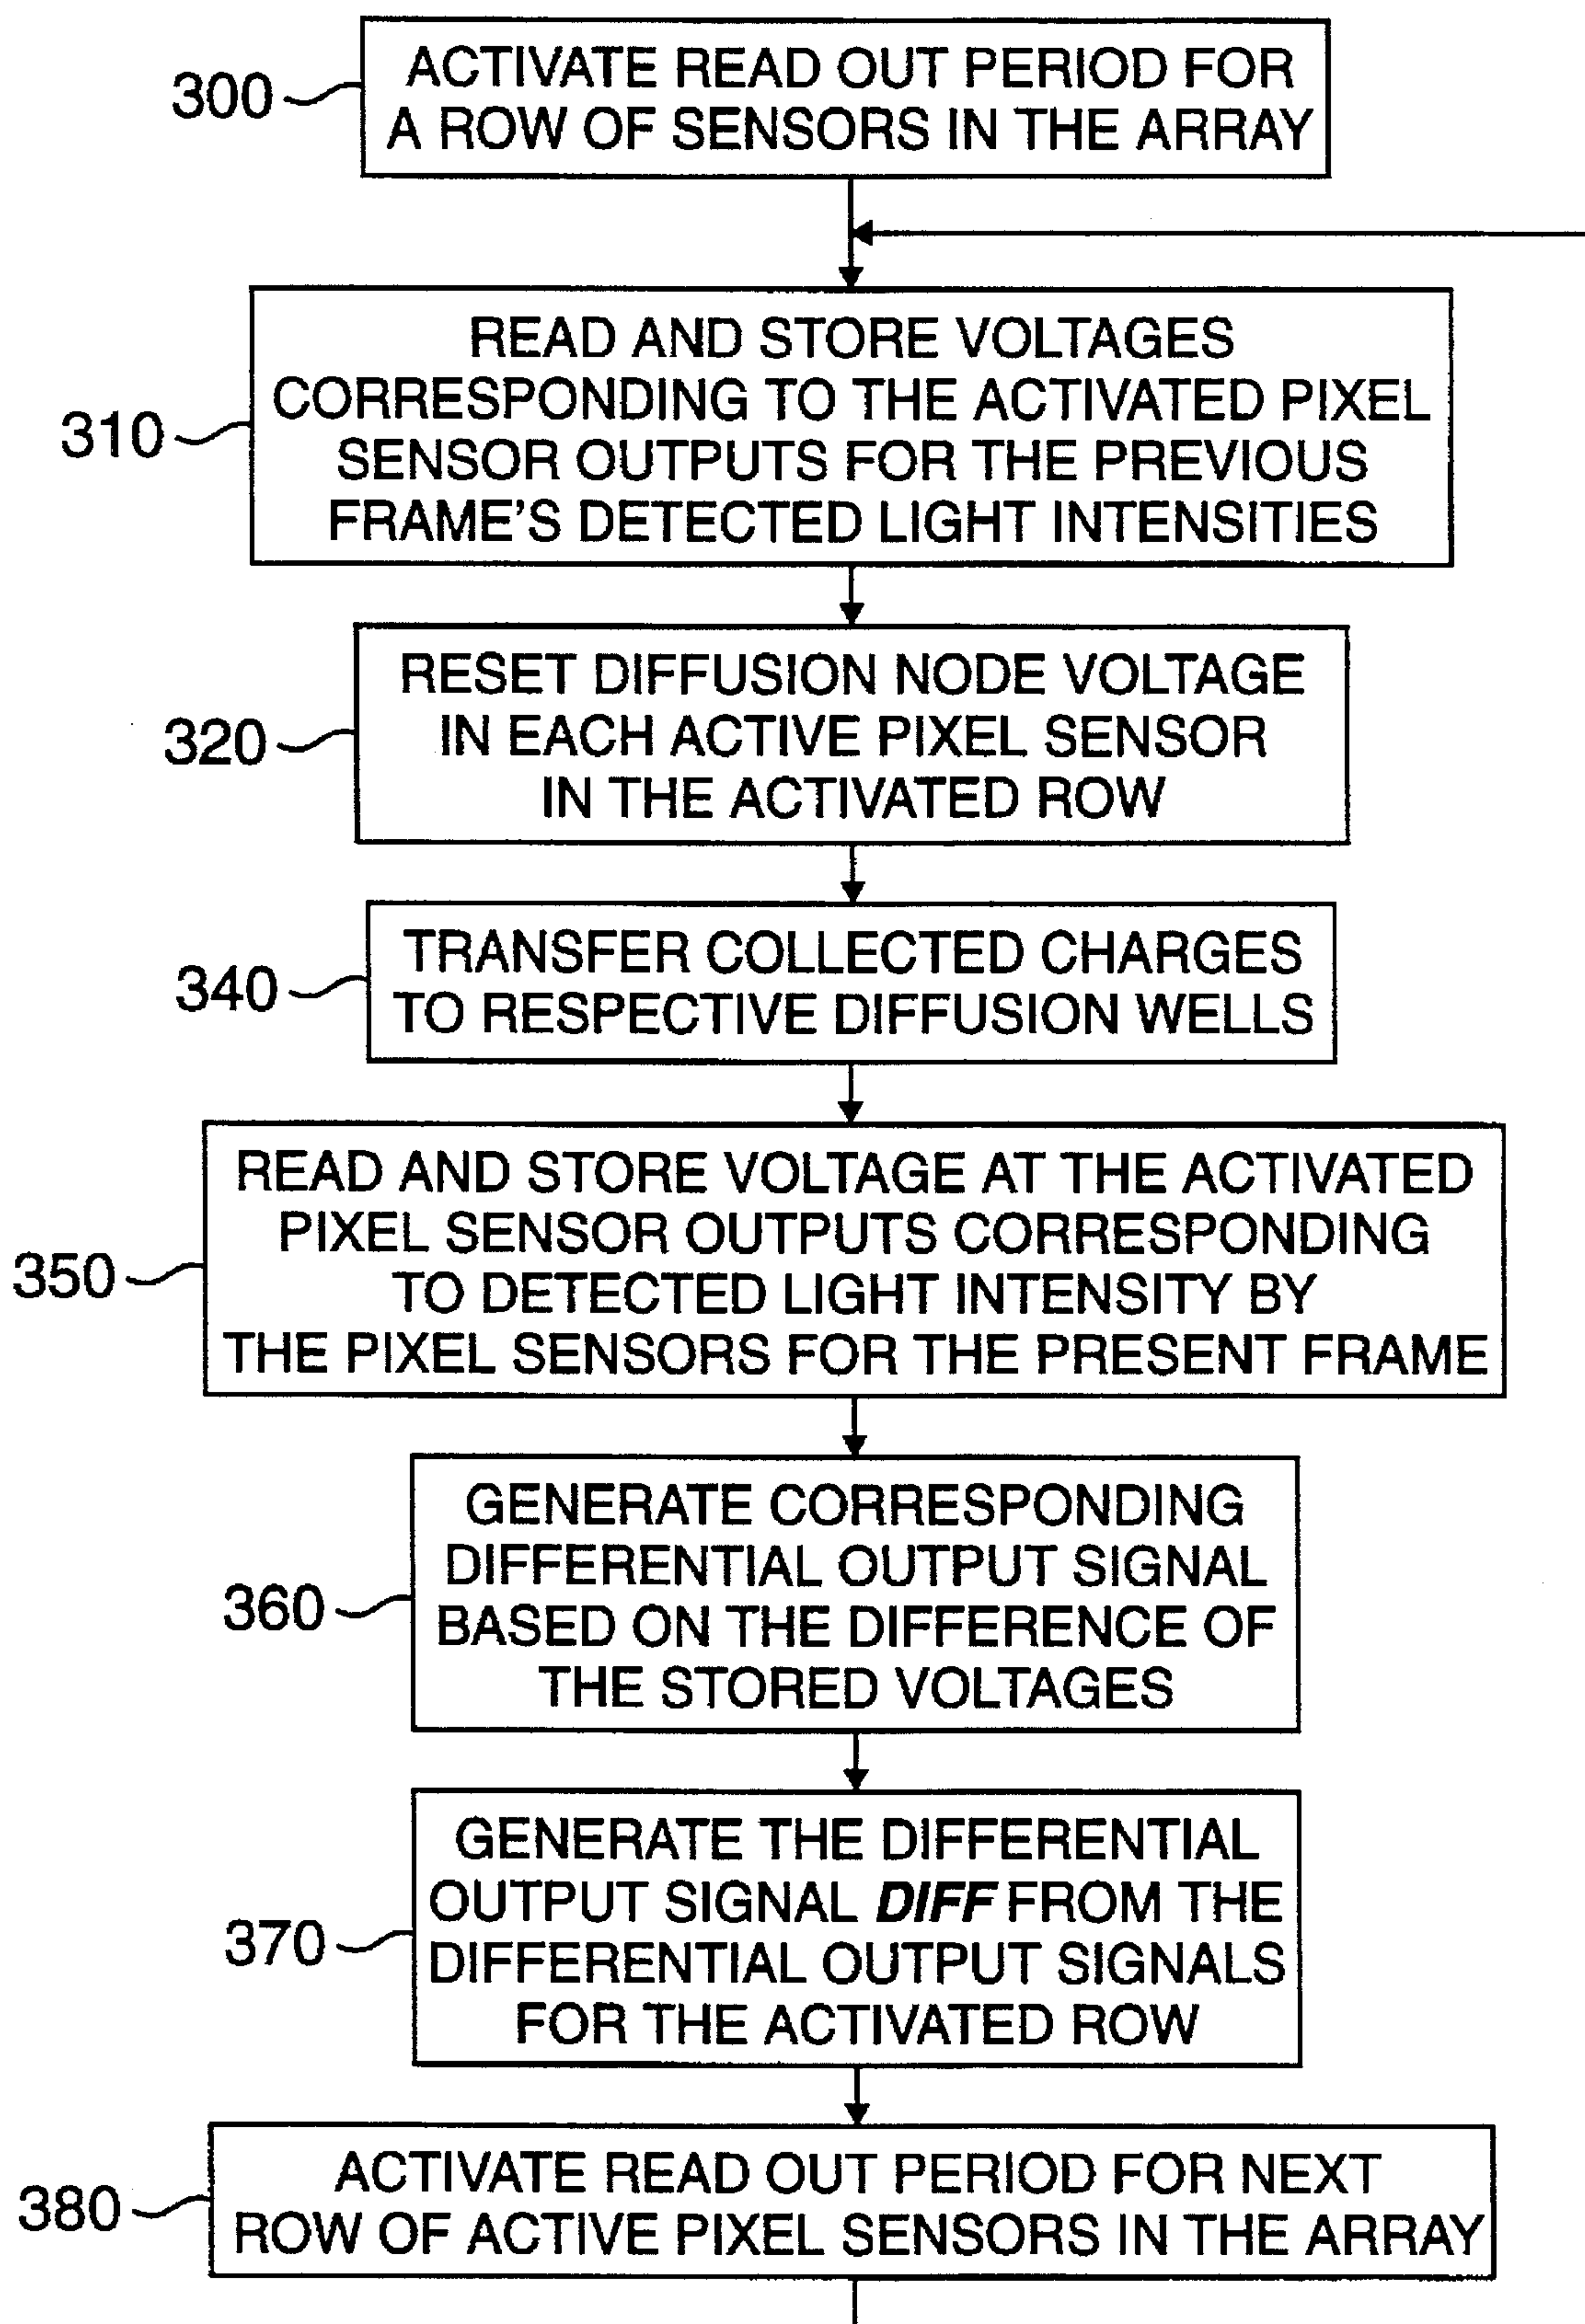 300
ACTIVATE READ OUT PERIOD FOR
A ROW OF SENSORS IN THE ARRAY
310
READ AND STORE VOLTAGES
CORRESPONDING TO THE ACTIVATED PIXEL
SENSOR OUTPUTS FOR THE PREVIOUS
FRAME'S DETECTED LIGHT INTENSITIES
320
RESET DIFFUSION NODE VOLTAGE
IN EACH ACTIVE PIXEL SENSOR
IN THE ACTIVATED ROW
340
TRANSFER COLLECTED CHARGES
TO RESPECTIVE DIFFUSION WELLS
350
READ AND STORE VOLTAGE AT THE ACTIVATED
PIXEL SENSOR OUTPUTS CORRESPONDING
TO DETECTED LIGHT INTENSITY BY
THE PIXEL SENSORS FOR THE PRESENT FRAME
360
GENERATE CORRESPONDING
DIFFERENTIAL OUTPUT SIGNAL
BASED ON THE DIFFERENCE OF
THE STORED VOLTAGES
370
GENERATE THE DIFFERENTIAL
OUTPUT SIGNAL DIFF FROM THE
DIFFERENTIAL OUTPUT SIGNALS
FOR THE ACTIVATED ROW
380
ACTIVATE READ OUT PERIOD FOR NEXT
ROW OF ACTIVE PIXEL SENSORS IN THE ARRAY